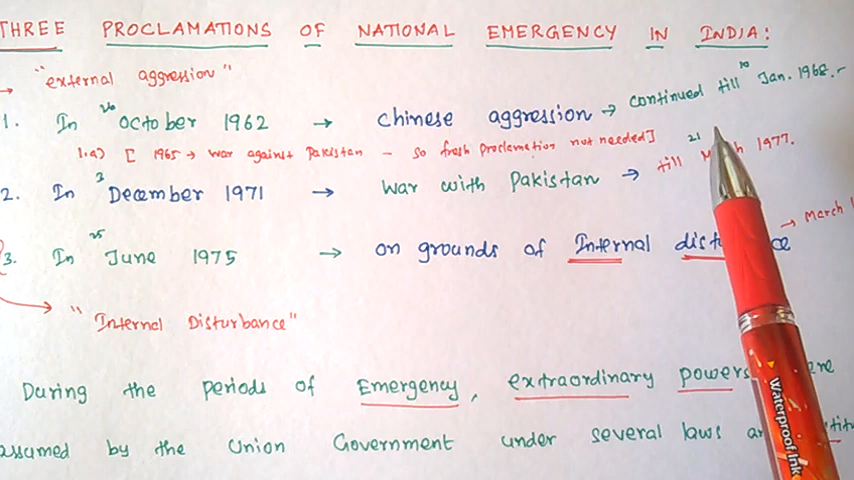 THREE PROCLAMATIONS OF NATIONAL EMERGENCY IN INDIA:
"external aggression"
1. In 26 October 1962 → Chinese aggression → continued till 10 Jan. 1968.-
1.a) [ 1965 → war against Pakistan - so fresh proclamation not needed]
2. In 3 December 1971 → War with Pakistan → till 21 March 1977.
3. In 25 June 1975 → on grounds of Internal → March
"Internal Disturbance"
During the periods of Emergency, extraordinary powers
assumed by the Union Government under several laws
Waterproof Ink